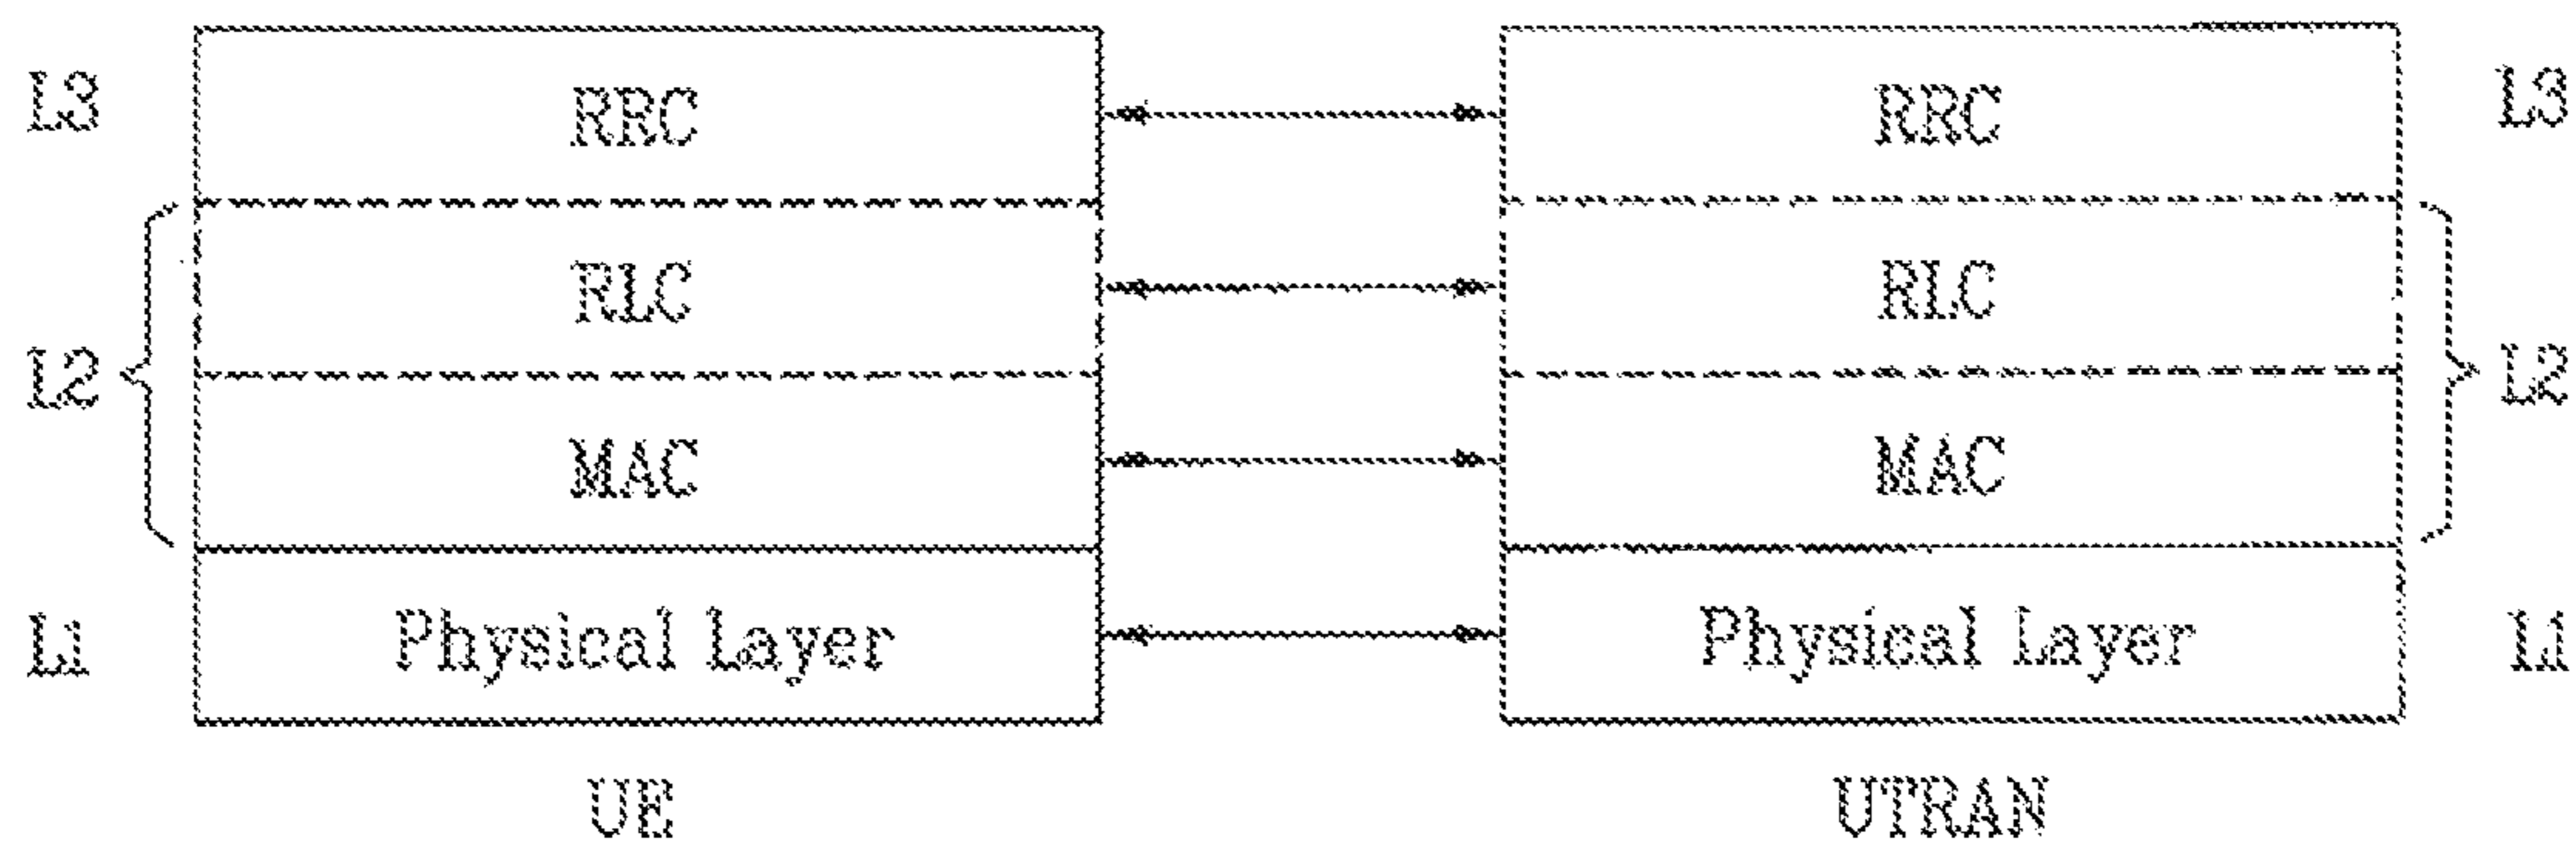 L3 RRC RRC L3
RLC RLC
L2 L2
MAC MAC
L1 Physical Layer Physical Layer L1
UE UTRAN